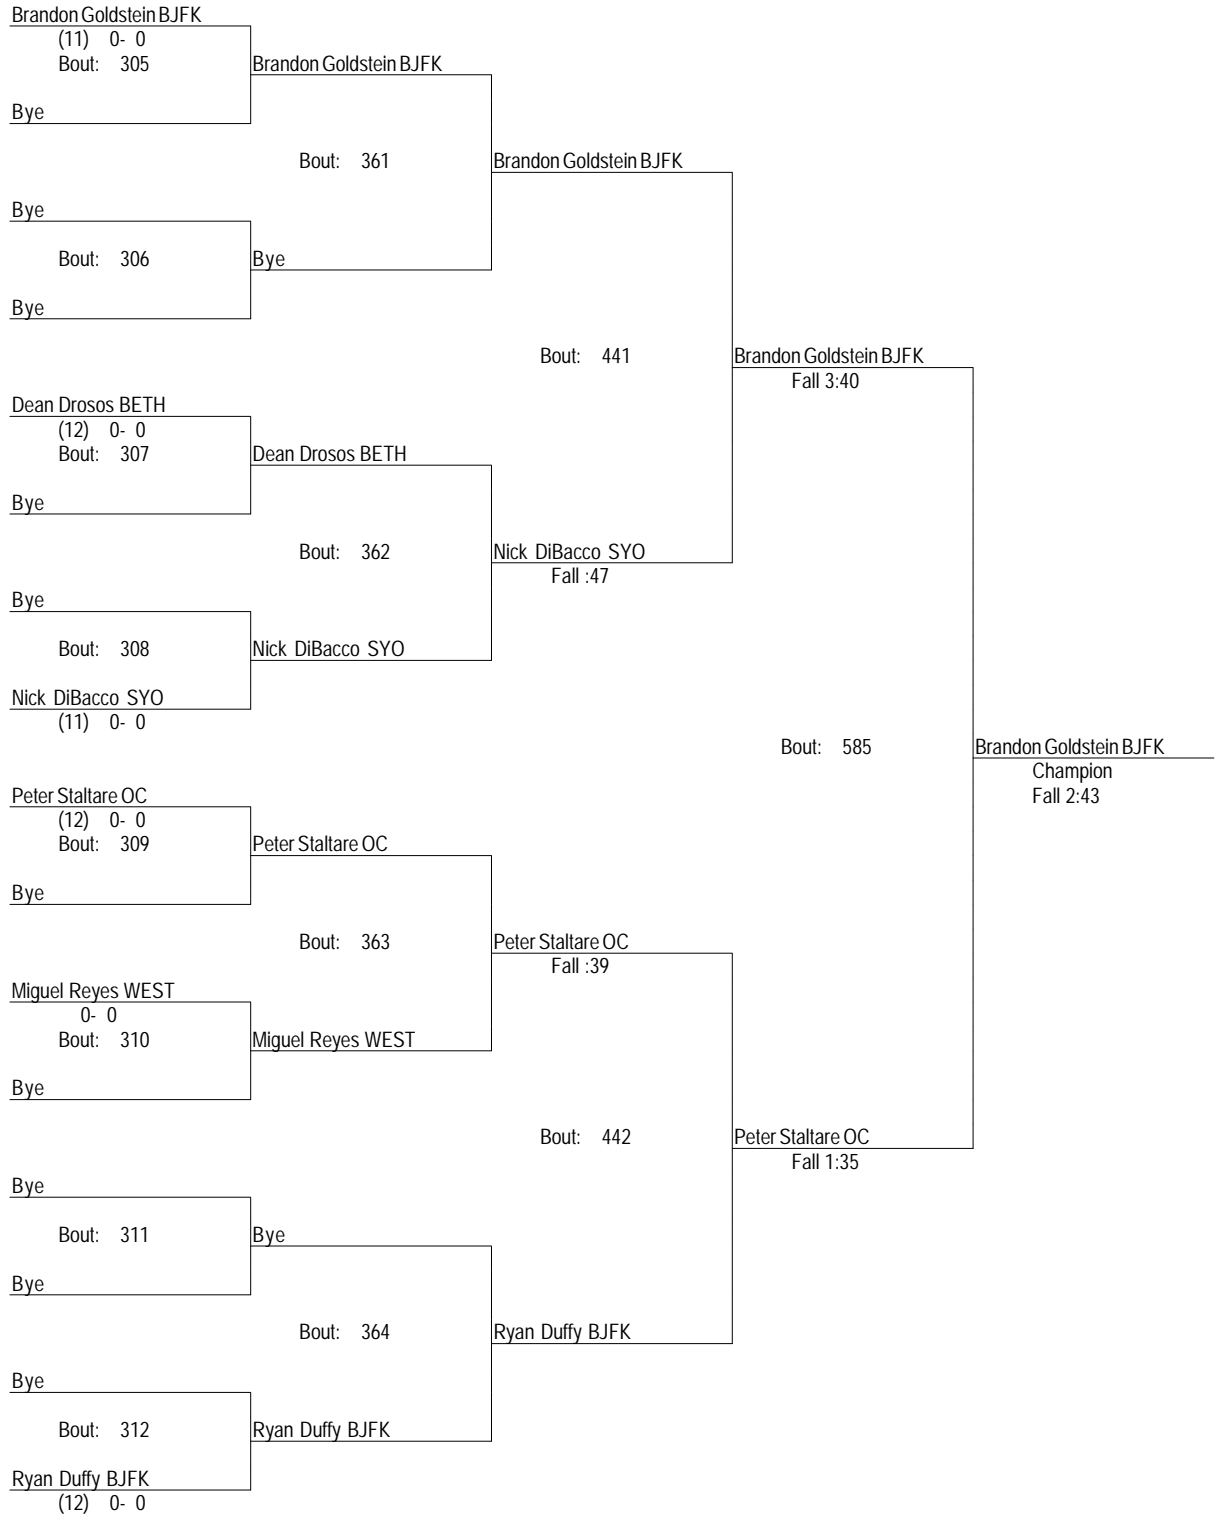 Brandon Goldstein BJFK
(11) 0- 0
Bout: 305
Brandon Goldstein BJFK
Bye
Bout: 361
Brandon Goldstein BJFK
Bye
Bout: 306
Bye
Bye
Bout: 441
Brandon Goldstein BJFK
Fall 3:40
Dean Drosos BETH
(12) 0- 0
Bout: 307
Dean Drosos BETH
Bye
Bout: 362
Nick DiBacco SYO
Fall :47
Bye
Bout: 308
Nick DiBacco SYO
Nick DiBacco SYO
(11) 0- 0
Bout: 585
Brandon Goldstein BJFK
Champion
Fall 2:43
Peter Staltare OC
(12) 0- 0
Bout: 309
Peter Staltare OC
Bye
Bout: 363
Peter Staltare OC
Fall :39
Miguel Reyes WEST
0- 0
Bout: 310
Miguel Reyes WEST
Bye
Bout: 442
Peter Staltare OC
Fall 1:35
Bye
Bout: 311
Bye
Bye
Bout: 364
Ryan Duffy BJFK
Bye
Bout: 312
Ryan Duffy BJFK
Ryan Duffy BJFK
(12) 0- 0